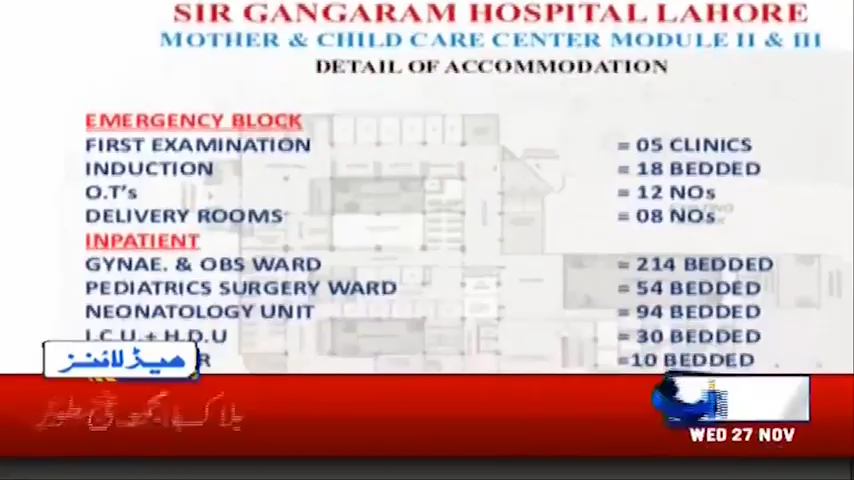 SIR GANGARAM HOSPITAL LAHORE
MOTHER & CHILD CARE CENTER MODULE II & III
DETAIL OF ACCOMMODATION
EMERGENCY BLOCK
FIRST EXAMINATION = 05 CLINICS
INDUCTION = 18 BEDDED
O.T's = 12 NOs
DELIVERY ROOMS = 08 NOs
INPATIENT
GYNAE. & OBS WARD = 214 BEDDED
PEDIATRICS SURGERY WARD = 54 BEDDED
NEONATOLOGY UNIT = 94 BEDDED
I.C.U + H.D.U = 30 BEDDED
=10 BEDDED
ہیڈلائنز
WED 27 NOV